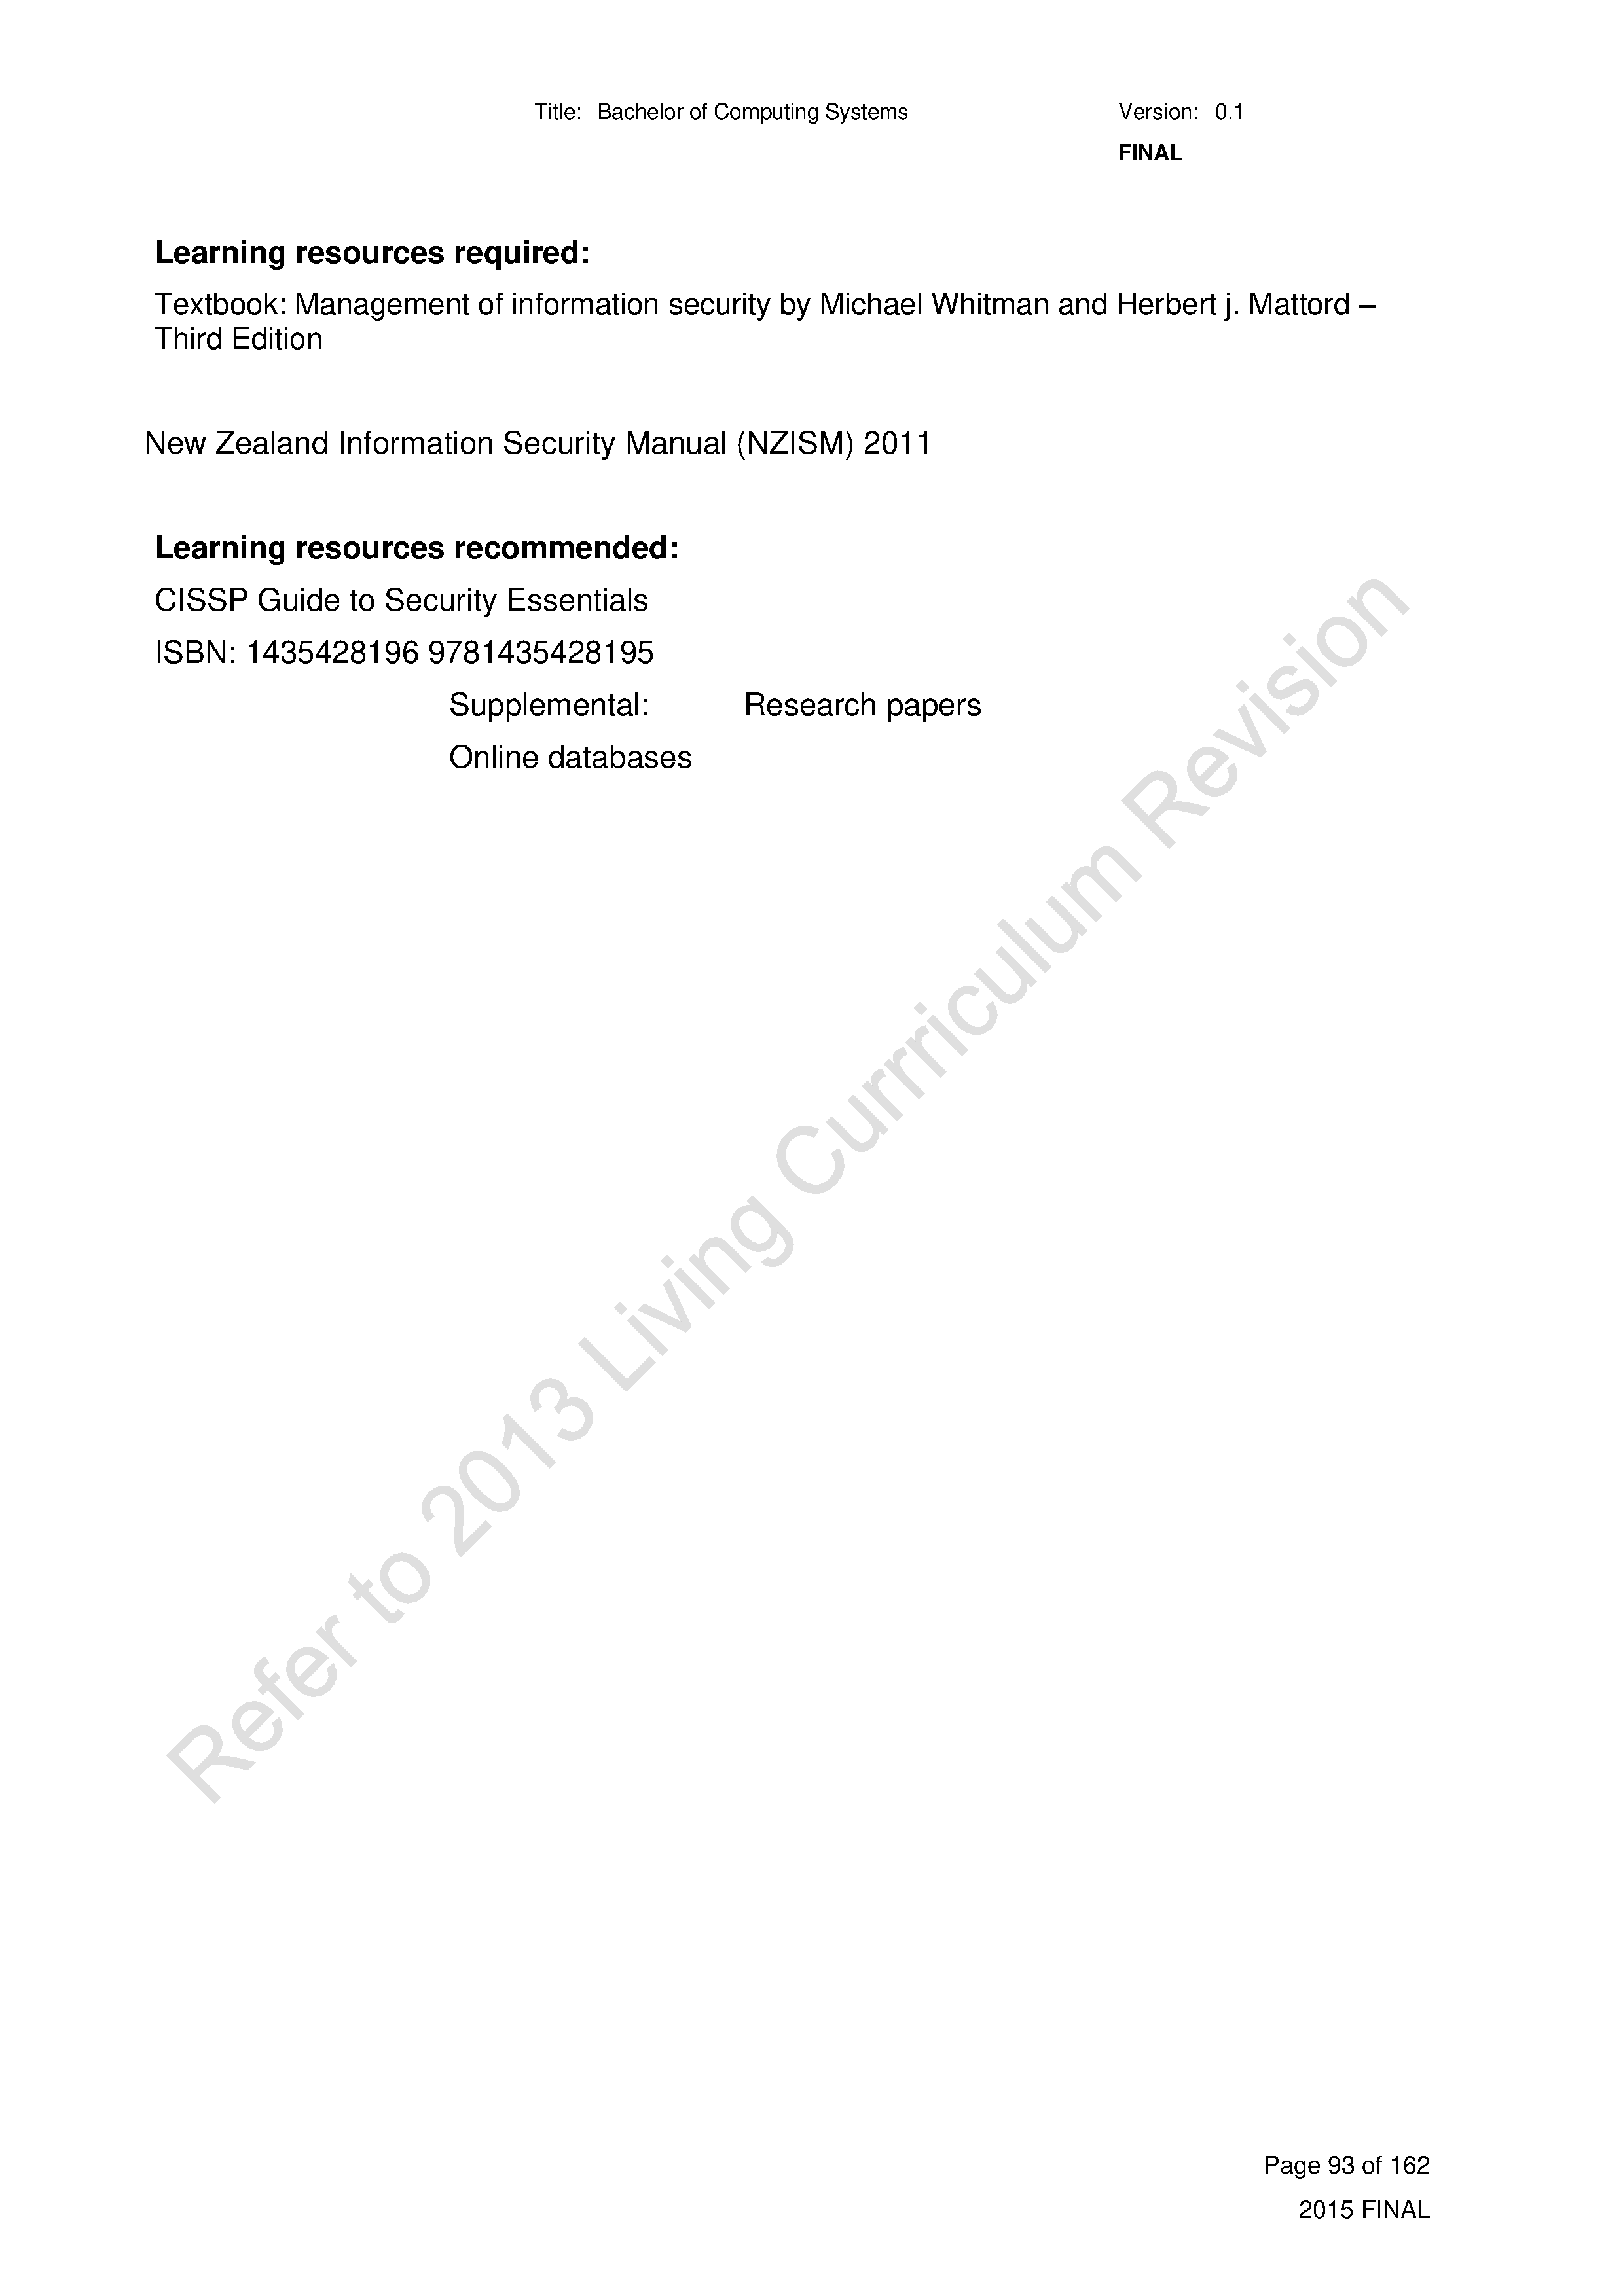 Title: Bachelor of Computing Systems Version: 0.1
FINAL
Learning resources required:
Textbook: Management of information security by Michael Whitman and Herbert j. Mattord –
Third Edition
New Zealand Information Security Manual (NZISM) 2011
Learning resources recommended:
CISSP Guide to Security Essentials
ISBN: 1435428196 9781435428195
Supplemental: Research papers
Online databases
Refer to 2013 Living Curriculum Revision
Page 93 of 162
2015 FINAL